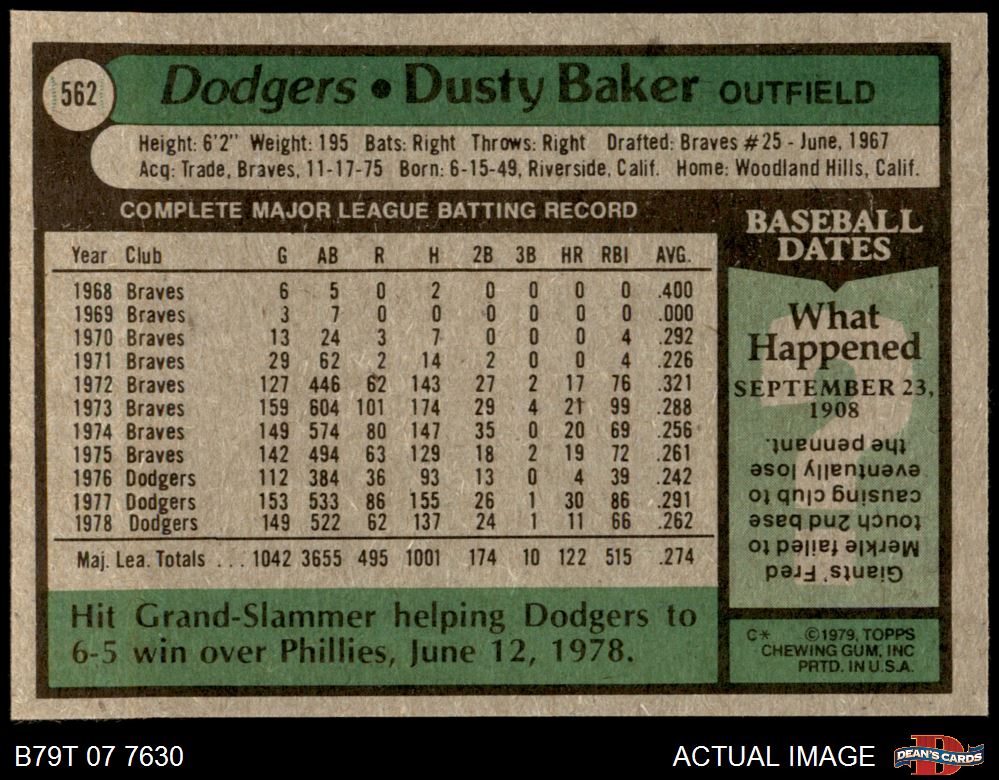 562
Dodgers • Dusty Baker OUTFIELD
Height: 6'2" Weight: 195 Bats: Right Throws: Right Drafted: Braves #25 - June, 1967
Acq: Trade, Braves, 11-17-75 Born: 6-15-49, Riverside, Calif. Home: Woodland Hills, Calif.
COMPLETE MAJOR LEAGUE BATTING RECORD
Year Club G AB R H 2B 3B HR RBI AVG.
1968 Braves 6 5 0 2 0 0 0 0 .400
1969 Braves 3 7 0 0 0 0 0 0 .000
1970 Braves 13 24 3 7 0 0 0 4 .292
1971 Braves 29 62 2 14 2 0 0 4 .226
1972 Braves 127 446 62 143 27 2 17 76 .321
1973 Braves 159 604 101 174 29 4 21 99 .288
1974 Braves 149 574 80 147 35 0 20 69 .256
1975 Braves 142 494 63 129 18 2 19 72 .261
1976 Dodgers 112 384 36 93 13 0 4 39 .242
1977 Dodgers 153 533 86 155 26 1 30 86 .291
1978 Dodgers 149 522 62 137 24 1 11 66 .262
Maj. Lea. Totals ... 1042 3655 495 1001 174 10 122 515 .274
Hit Grand-Slammer helping Dodgers to
6-5 win over Phillies, June 12, 1978.
BASEBALL
DATES
What
Happened
SEPTEMBER 23,
1908
Giants' Fred
Merkle failed to
touch 2nd base
causing club to
eventually lose
the pennant.
C* ©1979, TOPPS
CHEWING GUM, INC
PRTD. IN U.S.A.
B79T 07 7630
ACTUAL IMAGE
DEAN'S CARDS